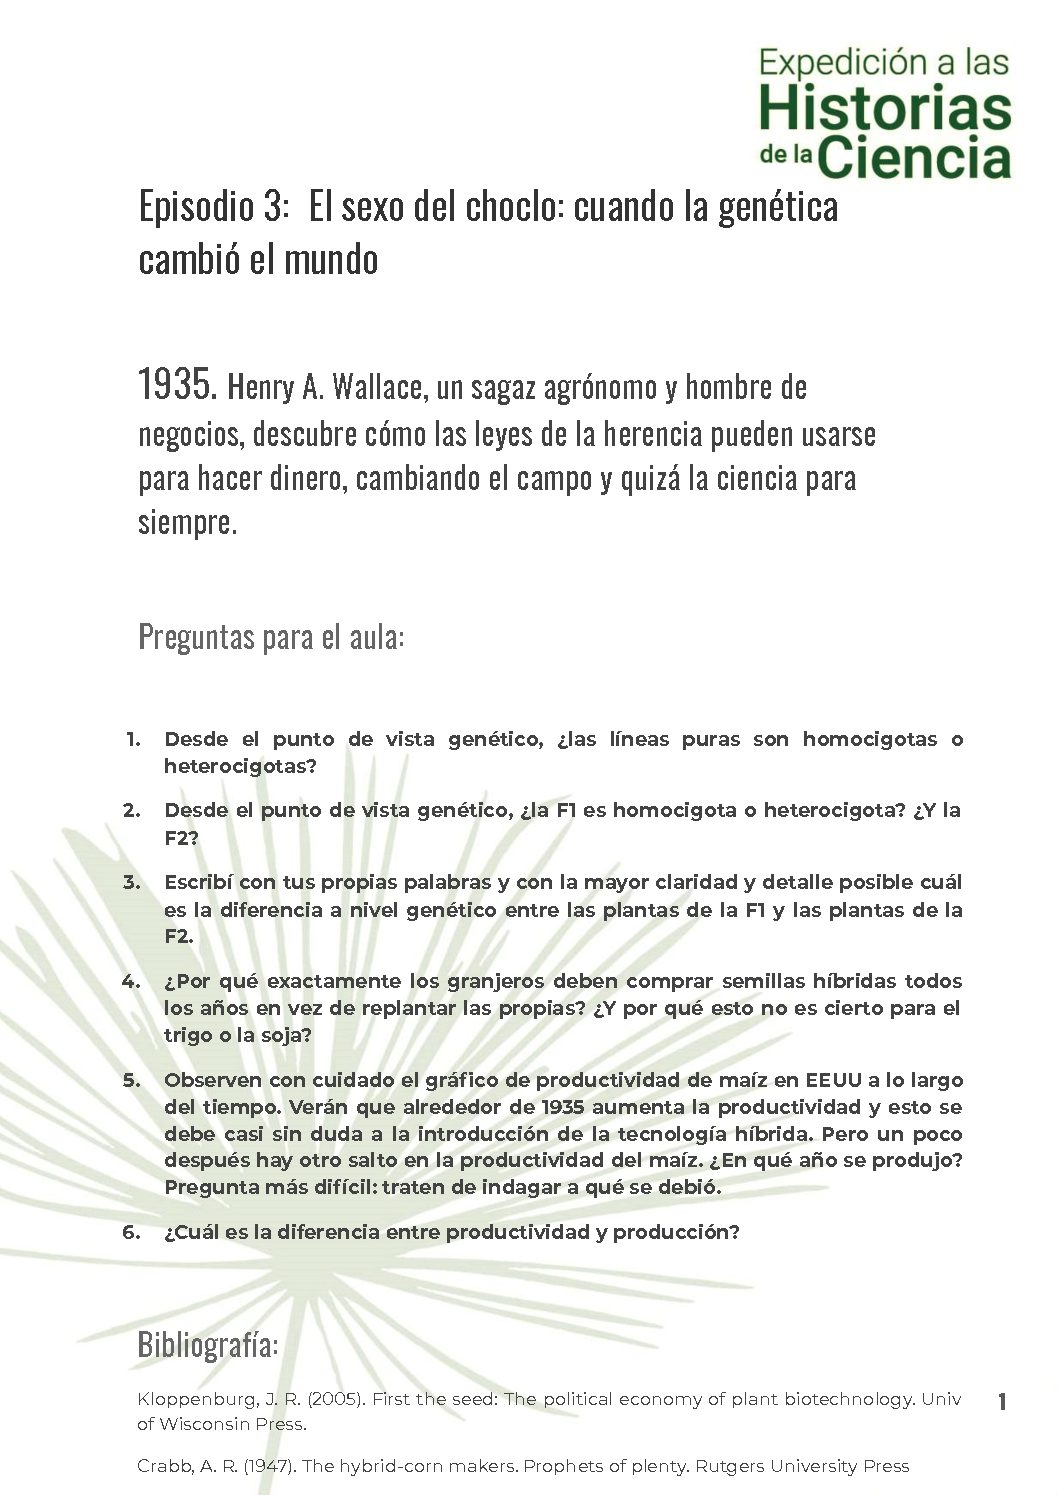 Expedición a las
Historias
de la Ciencia
Episodio 3:  El sexo del choclo: cuando la genética
cambió el mundo
1935. Henry A. Wallace, un sagaz agrónomo y hombre de
negocios, descubre cómo las leyes de la herencia pueden usarse
para hacer dinero, cambiando el campo y quizá la ciencia para
siempre.
Preguntas para el aula:
1. Desde el punto de vista genético, ¿las líneas puras son homocigotas o
heterocigotas?
2. Desde el punto de vista genético, ¿la F1 es homocigota o heterocigota? ¿Y la
F2?
3. Escribí con tus propias palabras y con la mayor claridad y detalle posible cuál
es la diferencia a nivel genético entre las plantas de la F1 y las plantas de la
F2.
4. ¿Por qué exactamente los granjeros deben comprar semillas híbridas todos
los años en vez de replantar las propias? ¿Y por qué esto no es cierto para el
trigo o la soja?
5. Observen con cuidado el gráfico de productividad de maíz en EEUU a lo largo
del tiempo. Verán que alrededor de 1935 aumenta la productividad y esto se
debe casi sin duda a la introducción de la tecnología híbrida. Pero un poco
después hay otro salto en la productividad del maíz. ¿En qué año se produjo?
Pregunta más difícil: traten de indagar a qué se debió.
6. ¿Cuál es la diferencia entre productividad y producción?
Bibliografía:
Kloppenburg, J. R. (2005). First the seed: The political economy of plant biotechnology. Univ
of Wisconsin Press.
1
Crabb, A. R. (1947). The hybrid-corn makers. Prophets of plenty. Rutgers University Press